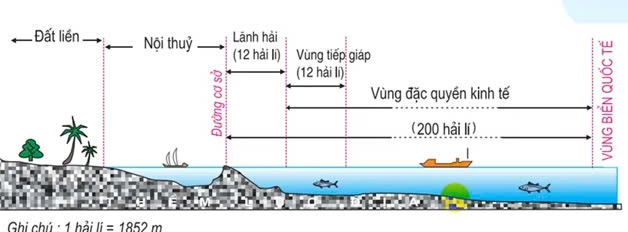 Đất liền
Nội thuỷ
Lãnh hải
(12 hải lí)
Vùng tiếp giáp
(12 hải lí)
Vùng đặc quyền kinh tế
(200 hải lí)
Đường cơ sở
VÙNG BIỂN QUỐC TẾ
Ghi chú : 1 hải lí = 1852 m